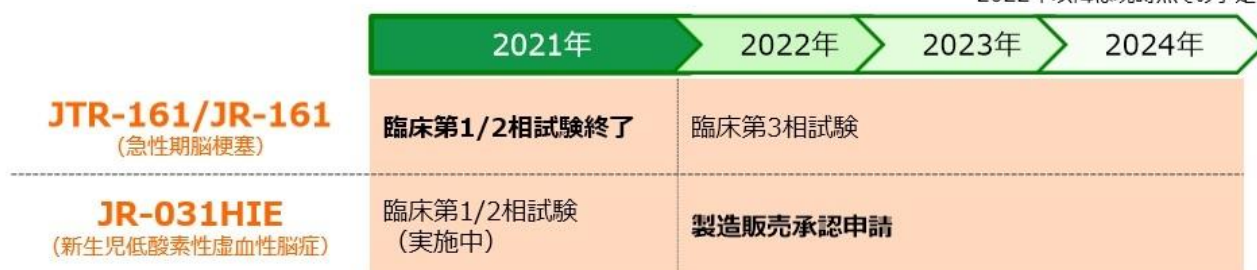 2021年 2022年 2023年 2024年
JTR-161/JR-161
(急性期脳梗塞)
臨床第1/2相試験終了
臨床第3相試験
JR-031HIE
(新生児低酸素性虚血性脳症)
臨床第1/2相試験
(実施中)
製造販売承認申請